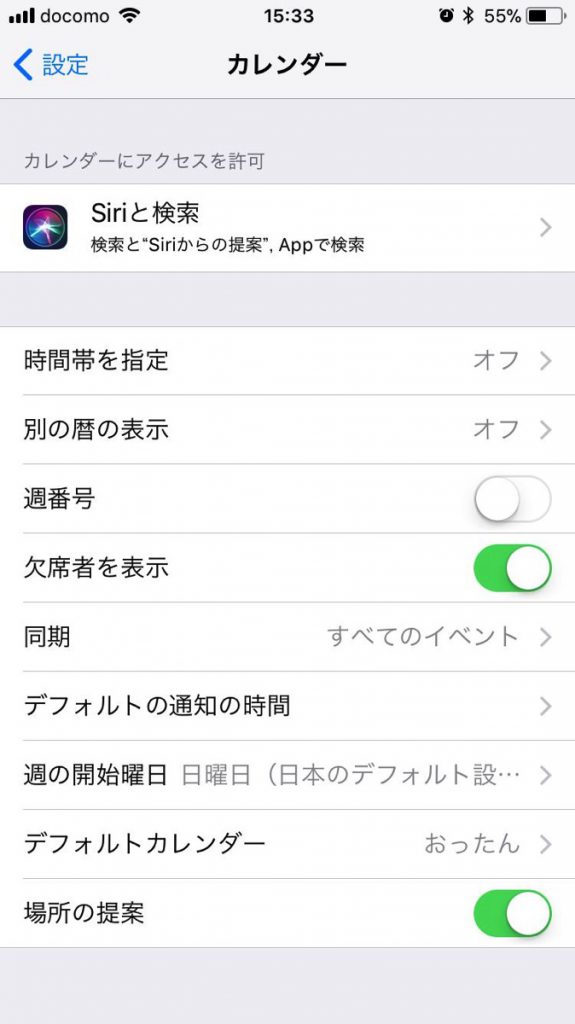 docomo 15:33 55%
設定 カレンダー
カレンダーにアクセスを許可
Siriと検索
検索と“Siriからの提案”, Appで検索
時間帯を指定 オフ
別の暦の表示 オフ
週番号
欠席者を表示
同期 すべてのイベント
デフォルトの通知の時間
週の開始曜日 日曜日（日本のデフォルト設…
デフォルトカレンダー おったん
場所の提案